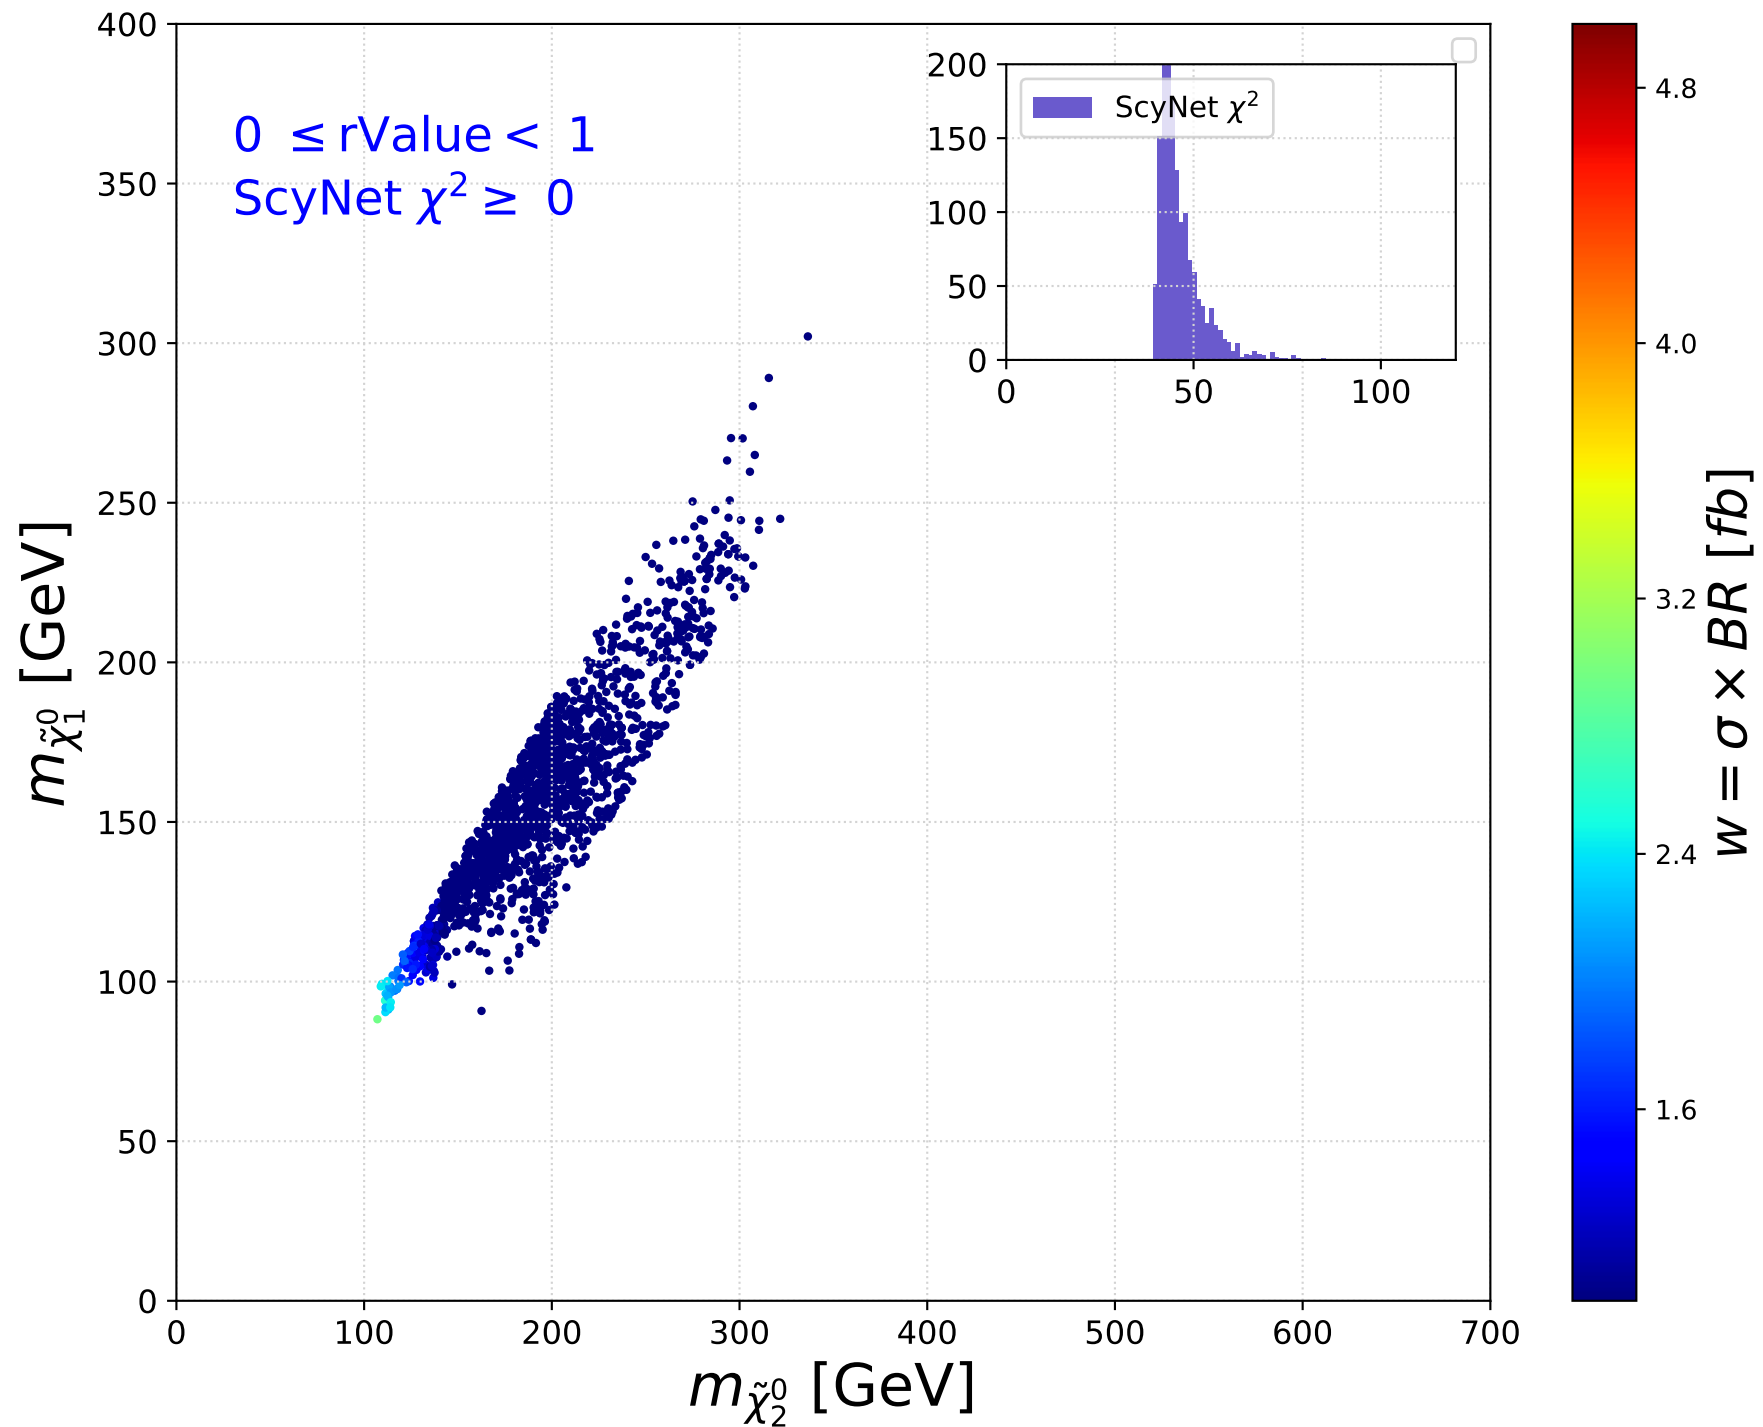 400
350
300
250
200
150
100
50
0
0 ≤ rValue < 1
ScyNet χ² ≥ 0
200
150
100
50
0
ScyNet χ²
0 50 100
0 100 200 300 400 500 600 700
m_{χ̃₂⁰} [GeV]
m_{χ̃₁⁰} [GeV]
4.8
4.0
3.2
2.4
1.6
w = σ × BR [fb]